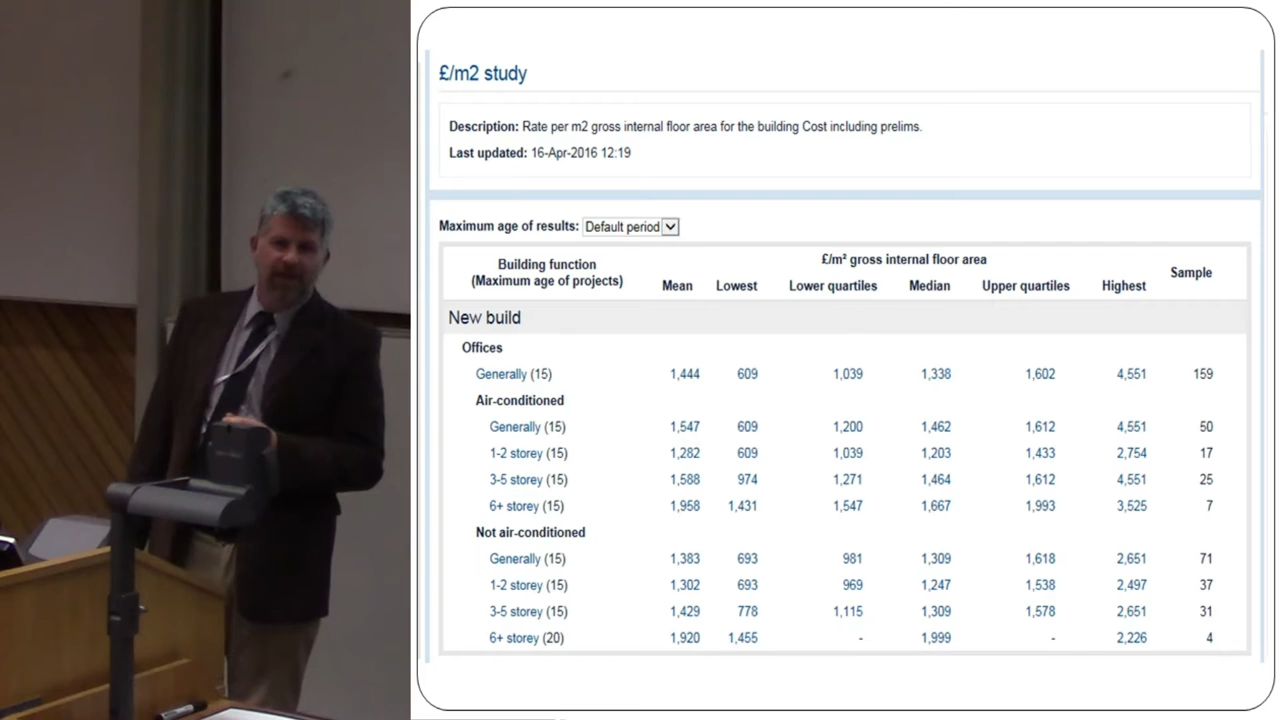 £/m2 study
Description: Rate per m2 gross internal floor area for the building Cost including prelims.
Last updated: 16-Apr-2016 12:19
Maximum age of results: Default period
Building function
(Maximum age of projects)
£/m² gross internal floor area
Mean Lowest Lower quartiles Median Upper quartiles Highest
Sample
New build
Offices
Generally (15) 1,444 609 1,039 1,338 1,602 4,551 159
Air-conditioned
Generally (15) 1,547 609 1,200 1,462 1,612 4,551 50
1-2 storey (15) 1,282 609 1,039 1,203 1,433 2,754 17
3-5 storey (15) 1,588 974 1,271 1,464 1,612 4,551 25
6+ storey (15) 1,958 1,431 1,547 1,667 1,993 3,525 7
Not air-conditioned
Generally (15) 1,383 693 981 1,309 1,618 2,651 71
1-2 storey (15) 1,302 693 969 1,247 1,538 2,497 37
3-5 storey (15) 1,429 778 1,115 1,309 1,578 2,651 31
6+ storey (20) 1,920 1,455 - 1,999 - 2,226 4